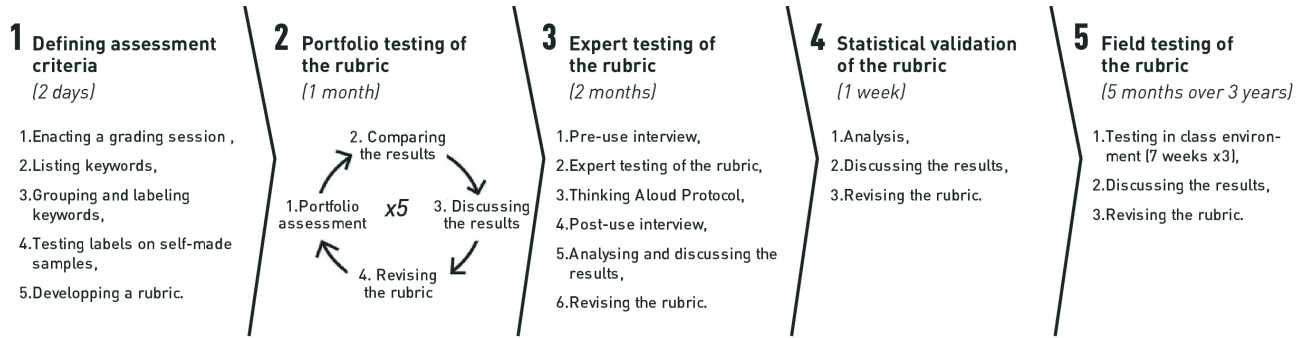 1 Defining assessment
criteria
(2 days)
1.Enacting a grading session ,
2.Listing keywords,
3.Grouping and labeling
keywords,
4.Testing labels on self-made
samples,
5.Developping a rubric.
2 Portfolio testing of
the rubric
(1 month)
1.Portfolio
assessment
2. Comparing
the results
3. Discussing
the results
4. Revising
the rubric
x5
3 Expert testing of
the rubric
(2 months)
1.Pre-use interview,
2.Expert testing of the rubric,
3.Thinking Aloud Protocol,
4.Post-use interview,
5.Analysing and discussing the
results,
6.Revising the rubric.
4 Statistical validation
of the rubric
(1 week)
1.Analysis,
2.Discussing the results,
3.Revising the rubric.
5 Field testing of
the rubric
(5 months over 3 years)
1.Testing in class environ-
ment (7 weeks x3),
2.Discussing the results,
3.Revising the rubric.